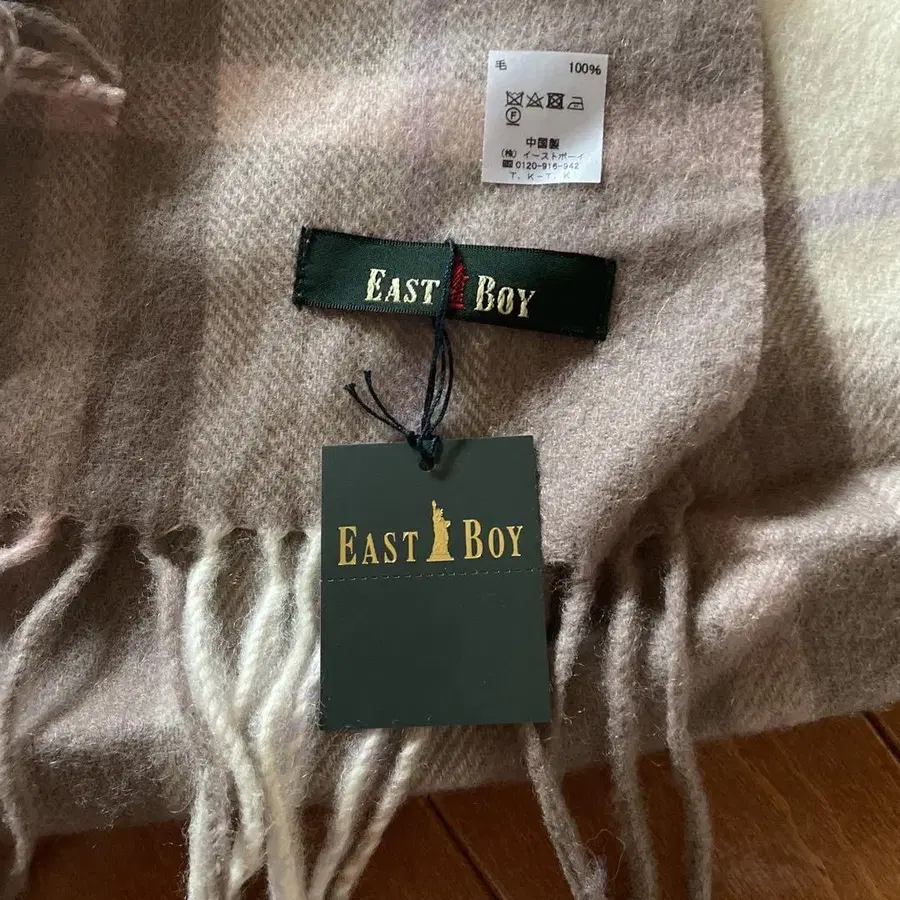 毛 100%
F
中国製
(株)イーストボーイ
0120-916-942
T.K-T.K
EAST BOY
EAST BOY